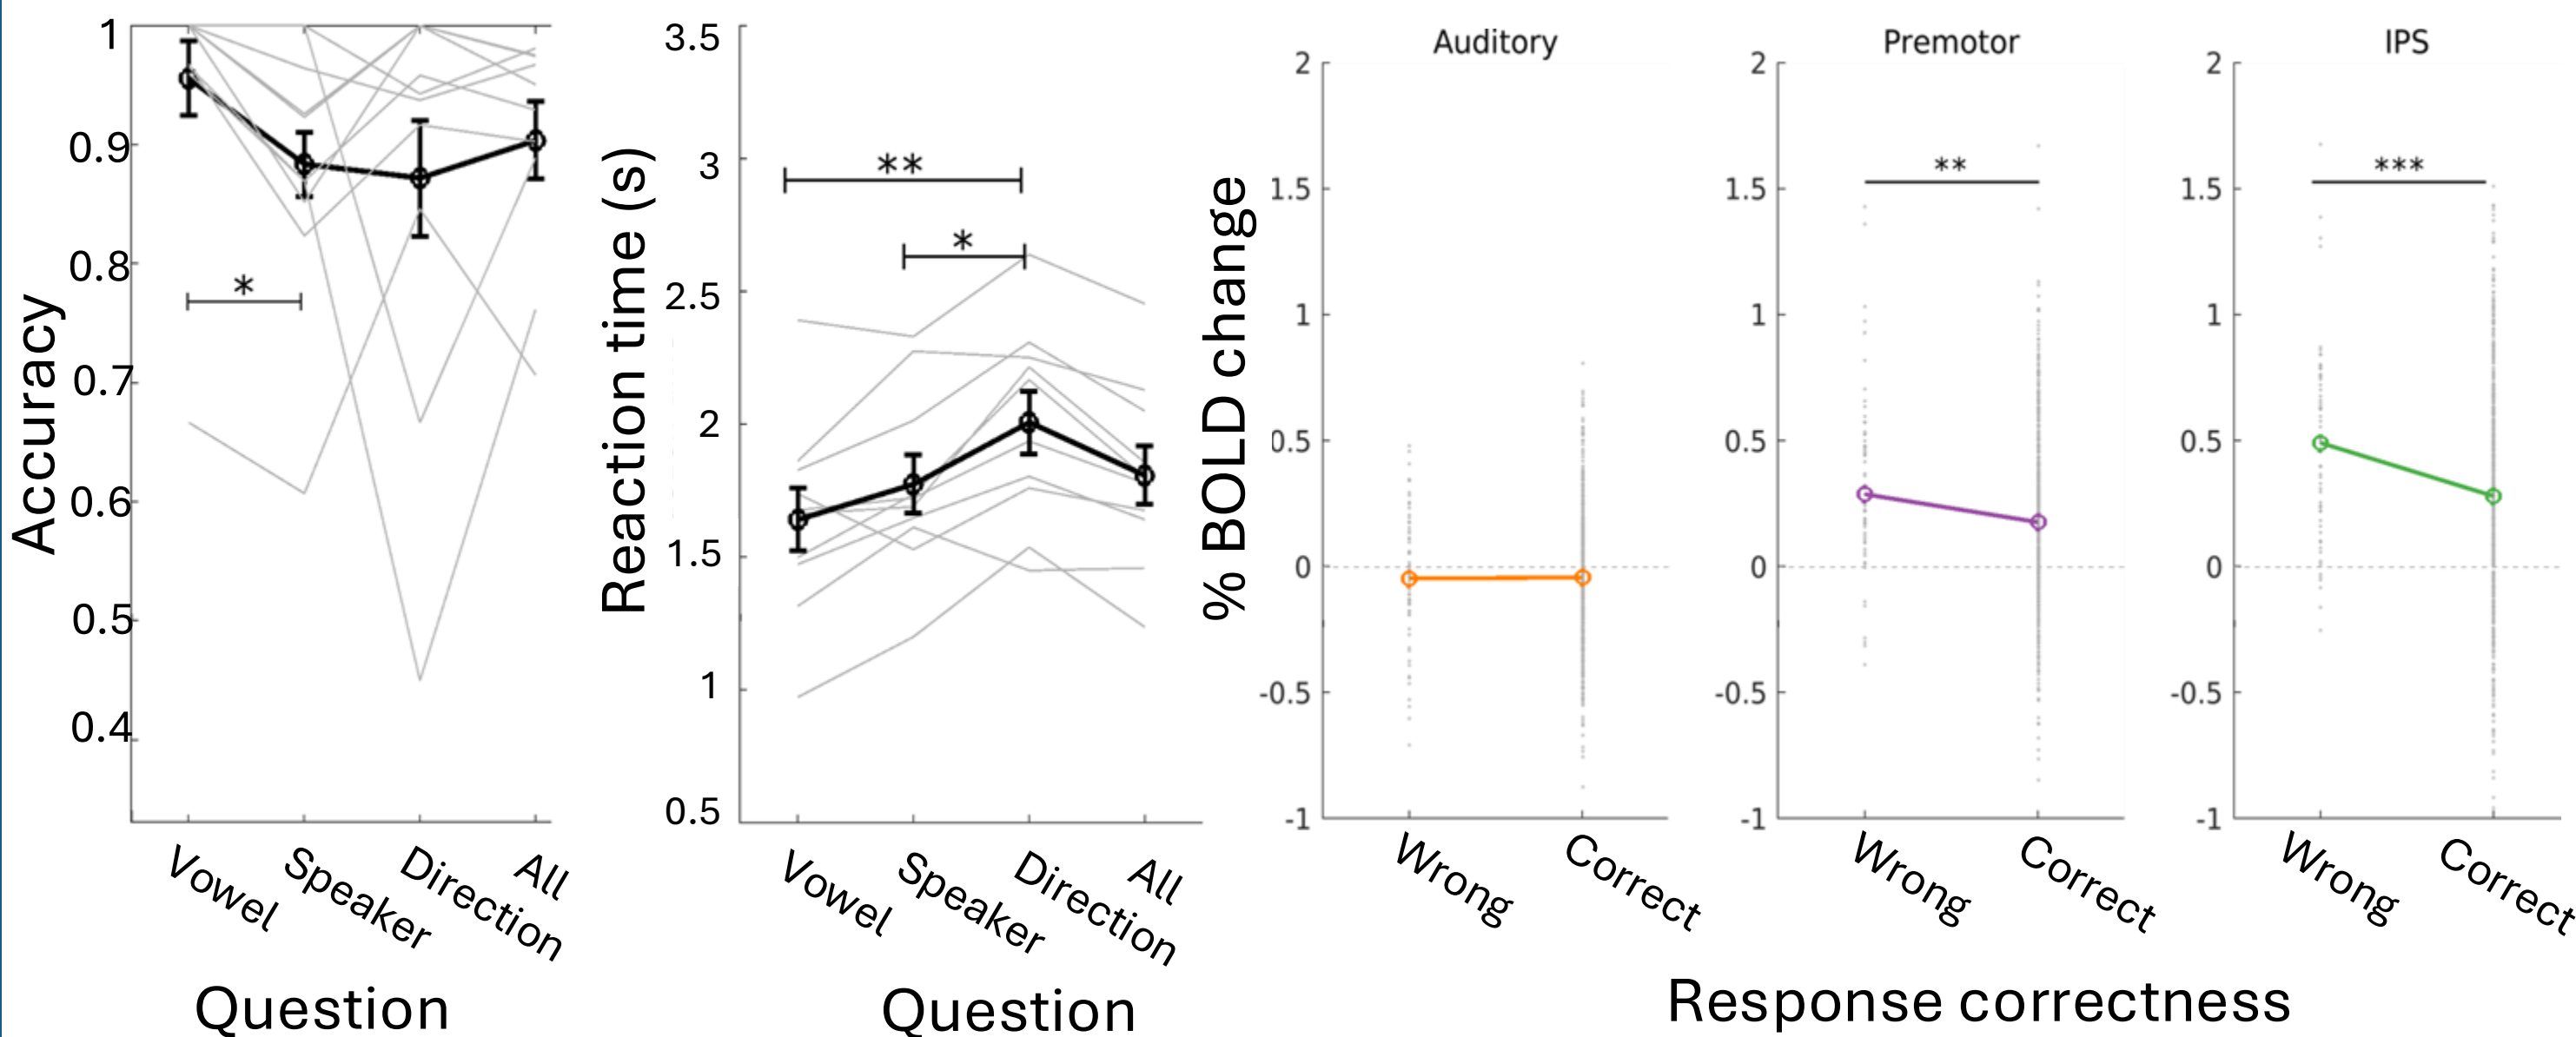 Accuracy
1
0.9
0.8
0.7
0.6
0.5
0.4
*
Vowel
Speaker
Direction
All
Question
Reaction time (s)
3.5
3
2.5
2
1.5
1
0.5
**
*
Vowel
Speaker
Direction
All
Question
% BOLD change
Auditory
2
1.5
1
0.5
0
-0.5
-1
Wrong
Correct
Premotor
2
1.5
1
0.5
0
-0.5
-1
**
Wrong
Correct
IPS
2
1.5
1
0.5
0
-0.5
-1
***
Wrong
Correct
Response correctness